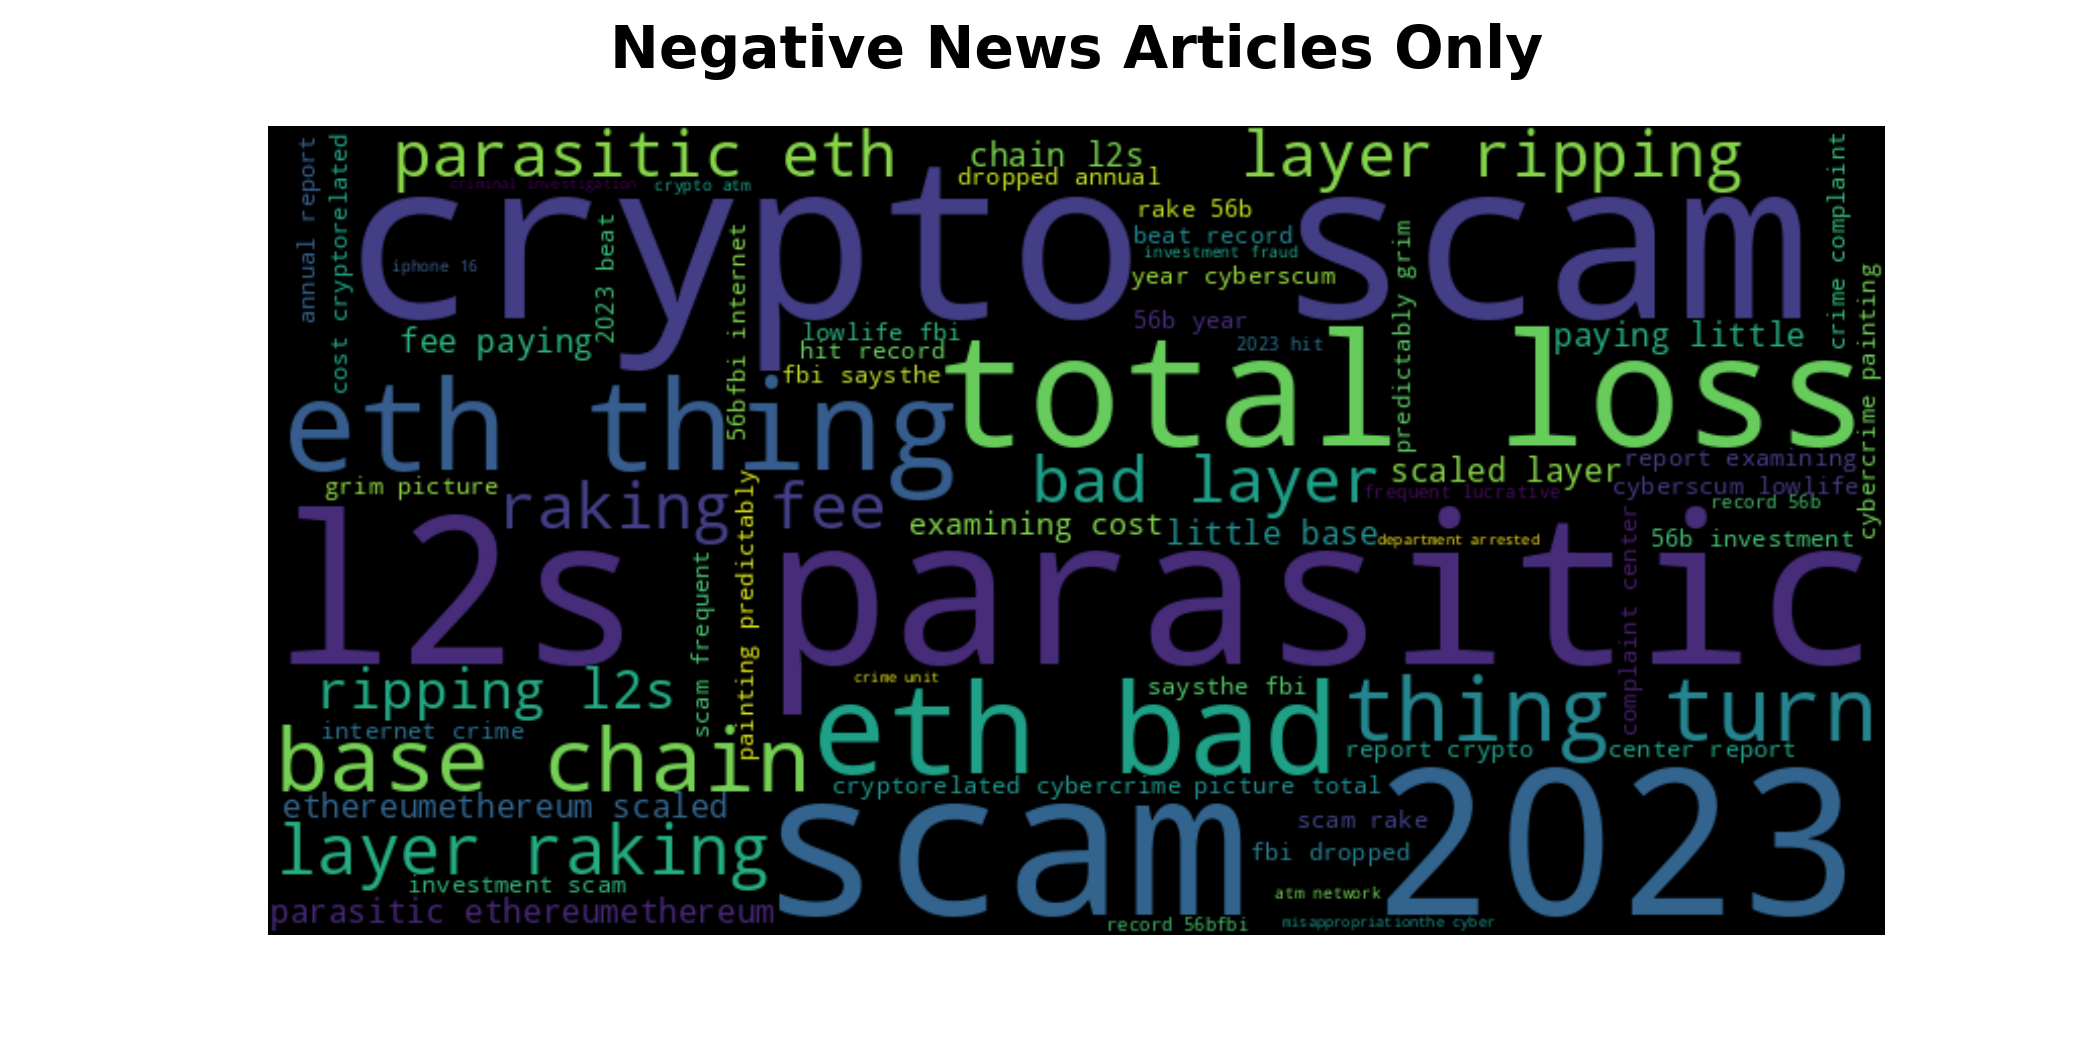 Negative News Articles Only
parasitic eth
chain l2s
layer ripping
dropped annual
criminal investigation
crypto atm
annual report
cost cryptorelated
crypto scam
rake 56b
beat record
investment fraud
year cyberscum
iphone 16
2023 beat
56bfbi internet
predictably grim
crime complaint
cybercrime painting
56b year
fee paying
lowlife fbi
hit record
2023 hit
paying little
fbi saysthe
total loss
eth thing
bad layer
scaled layer
report examining
grim picture
raking fee
frequent lucrative
cyberscum lowlife
record 56b
examining cost
little base
department arrested
56b investment
l2s parasitic
scam frequent
painting predictably
complaint center
ripping l2s
crime unit
saysthe fbi
eth bad
thing turn
internet crime
base chain
report crypto
center report
cryptorelated cybercrime
picture total
ethereumethereum scaled
scam 2023
scam rake
layer raking
fbi dropped
investment scam
atm network
parasitic ethereumethereum
record 56bfbi
misappropriationthe cyber